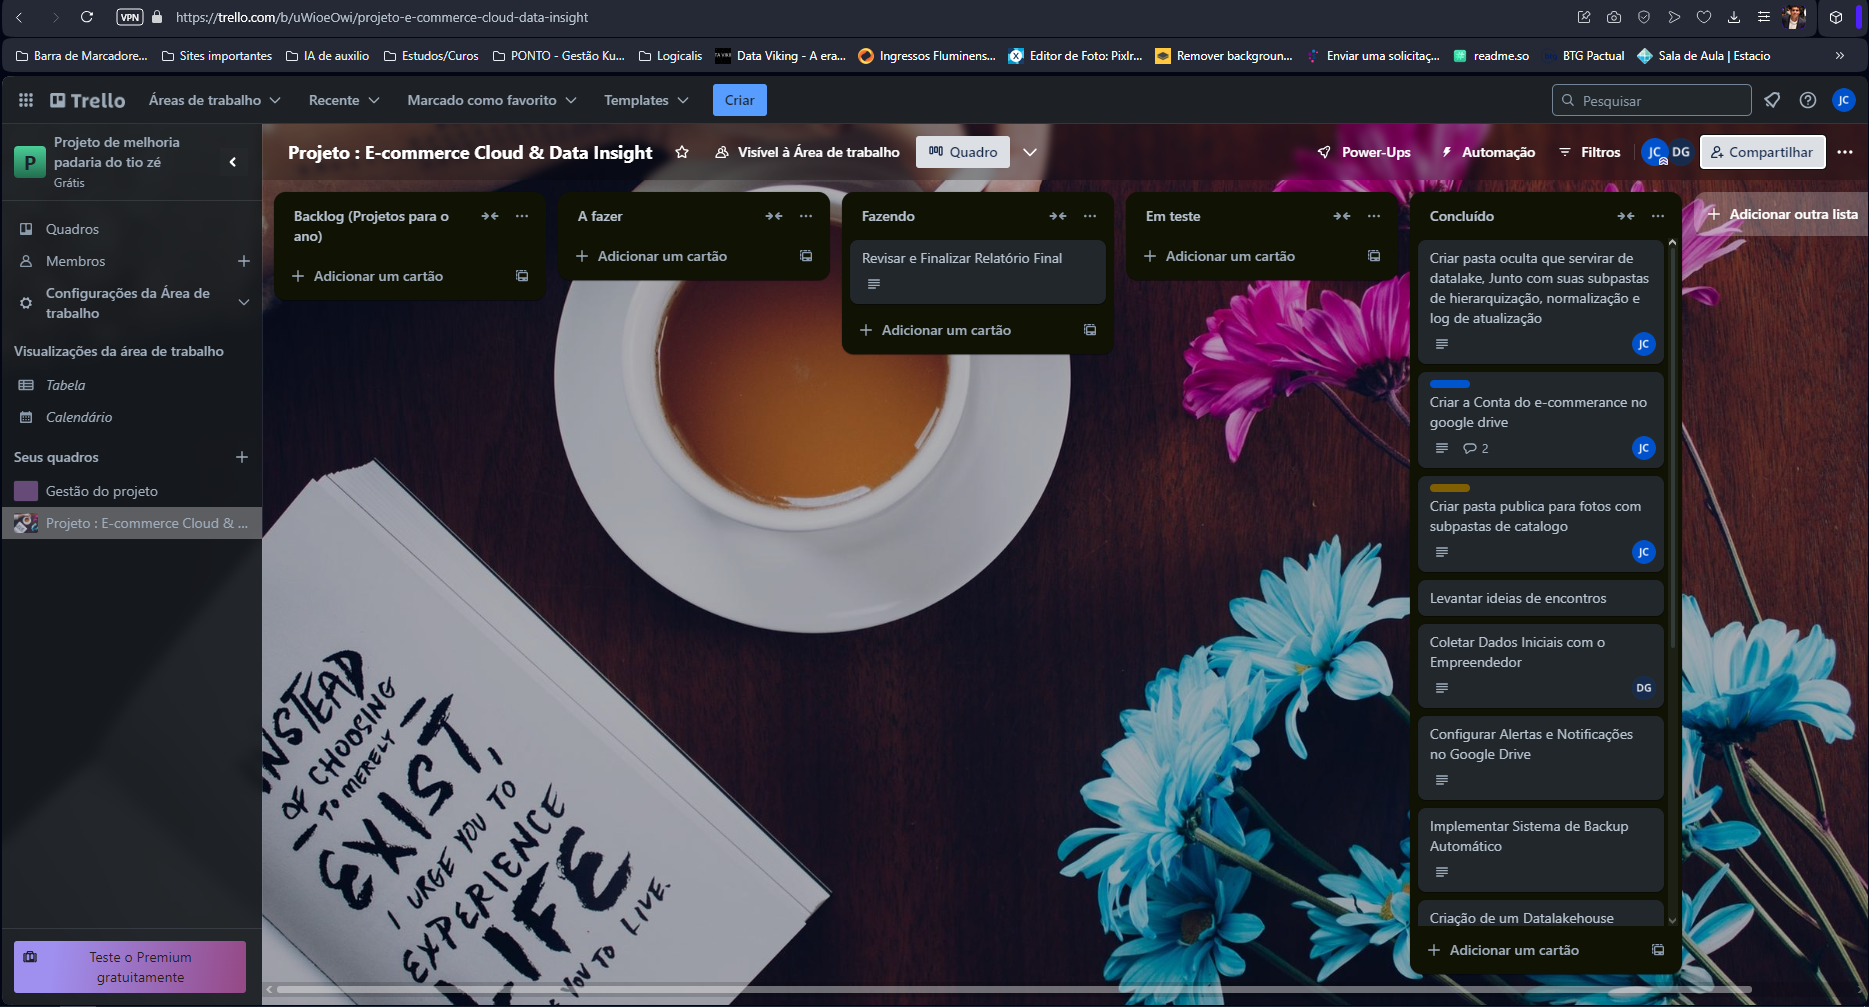 VPN
https://trello.com/b/uWioeOwi/projeto-e-commerce-cloud-data-insight
Barra de Marcadore...
Sites importantes
IA de auxilio
Estudos/Curos
PONTO - Gestão Ku...
Logicalis
Data Viking - A era...
Ingressos Fluminens...
Editor de Foto: Pixlr...
Remover backgroun...
Enviar uma solicitaç...
readme.so
BTG Pactual
Sala de Aula | Estacio
Trello
Áreas de trabalho
Recente
Marcado como favorito
Templates
Criar
Pesquisar
JC
P
Projeto de melhoria
padaria do tio zé
Grátis
Projeto : E-commerce Cloud & Data Insight
Visível à Área de trabalho
Quadro
Power-Ups
Automação
Filtros
JC
DG
Compartilhar
Quadros
Membros
Configurações da Área de
trabalho
Visualizações da área de trabalho
Tabela
Calendário
Seus quadros
Gestão do projeto
Projeto : E-commerce Cloud & ...
Teste o Premium
gratuitamente
Backlog (Projetos para o
ano)
Adicionar um cartão
A fazer
Adicionar um cartão
Fazendo
Revisar e Finalizar Relatório Final
Adicionar um cartão
Em teste
Adicionar um cartão
Concluído
Criar pasta oculta que servirar de
datalake, Junto com suas subpastas
de hierarquização, normalização e
log de atualização
JC
Criar a Conta do e-commerance no
google drive
2
JC
Criar pasta publica para fotos com
subpastas de catalogo
JC
Levantar ideias de encontros
Coletar Dados Iniciais com o
Empreendedor
DG
Configurar Alertas e Notificações
no Google Drive
Implementar Sistema de Backup
Automático
Criação de um Datalakehouse
Adicionar um cartão
Adicionar outra lista
INSTEAD
OF CHOOSING
TO MERELY
EXIST,
I URGE YOU TO
EXPERIENCE
LIFE
YOU TO LIVE.